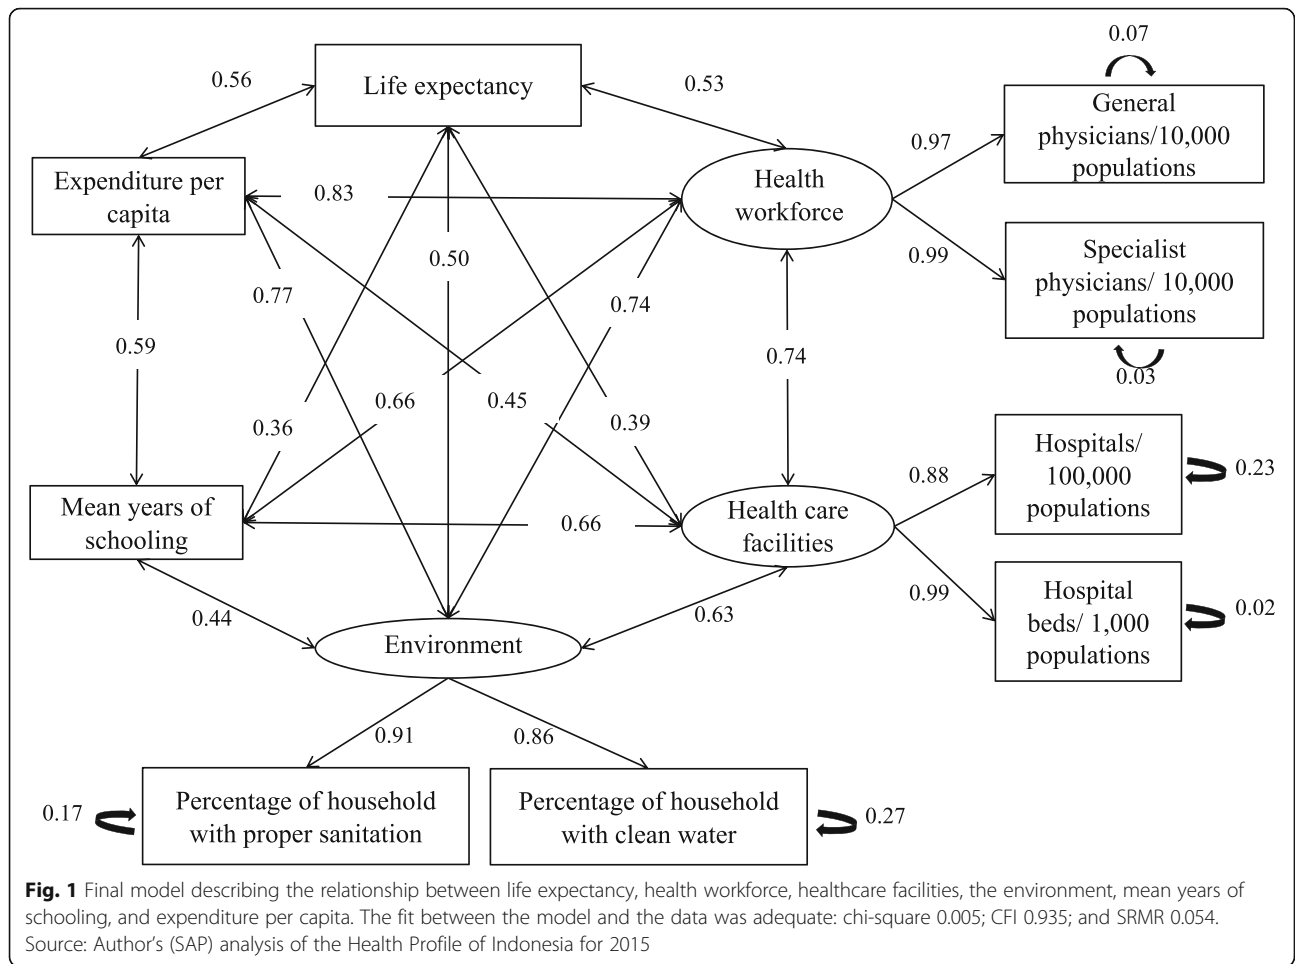 0.07
0.56
Life expectancy
0.53
General
physicians/10,000
populations
0.97
Expenditure per
capita
0.83
Health
workforce
0.99
Specialist
physicians/ 10,000
populations
0.50
0.77
0.74
0.59
0.74
0.03
0.66
0.45
0.36
0.39
Hospitals/
100,000
populations
0.23
0.88
Mean years of
schooling
0.66
Health care
facilities
0.99
Hospital
beds/ 1,000
populations
0.02
0.44
0.63
Environment
0.91
0.86
0.17
Percentage of household
with proper sanitation
Percentage of household
with clean water
0.27
Fig. 1 Final model describing the relationship between life expectancy, health workforce, healthcare facilities, the environment, mean years of
schooling, and expenditure per capita. The fit between the model and the data was adequate: chi-square 0.005; CFI 0.935; and SRMR 0.054.
Source: Author's (SAP) analysis of the Health Profile of Indonesia for 2015